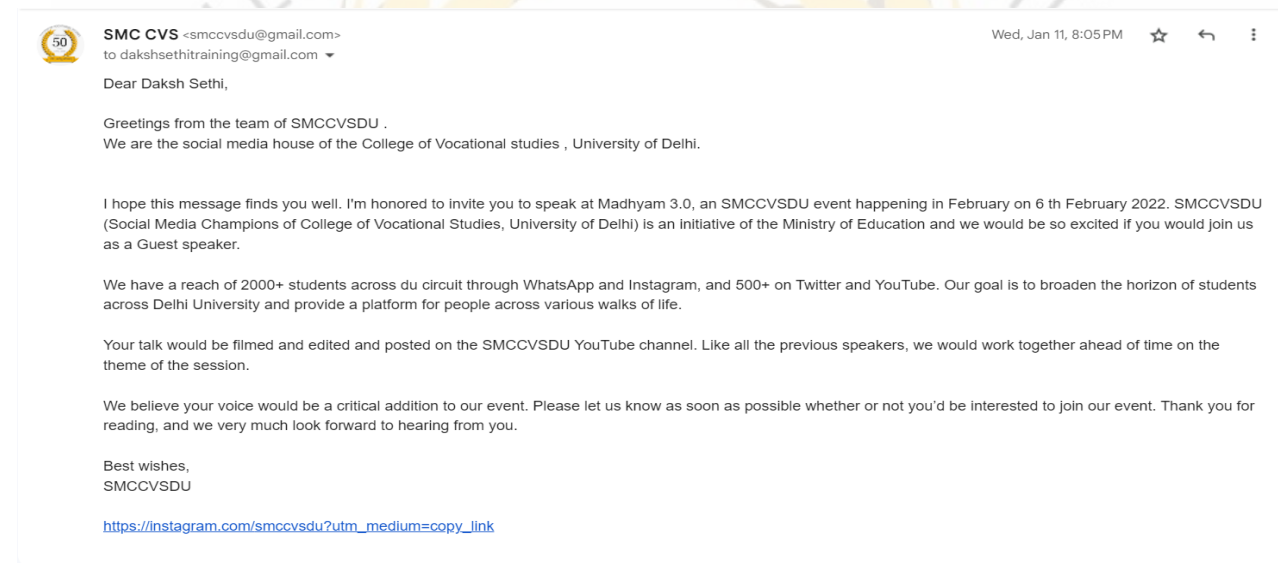 SMC CVS <smccvsdu@gmail.com>
Wed, Jan 11, 8:05 PM
to dakshsethitraining@gmail.com
50
Dear Daksh Sethi,
Greetings from the team of SMCCVSDU .
We are the social media house of the College of Vocational studies , University of Delhi.
I hope this message finds you well. I'm honored to invite you to speak at Madhyam 3.0, an SMCCVSDU event happening in February on 6 th February 2022. SMCCVSDU
(Social Media Champions of College of Vocational Studies, University of Delhi) is an initiative of the Ministry of Education and we would be so excited if you would join us
as a Guest speaker.
We have a reach of 2000+ students across du circuit through WhatsApp and Instagram, and 500+ on Twitter and YouTube. Our goal is to broaden the horizon of students
across Delhi University and provide a platform for people across various walks of life.
Your talk would be filmed and edited and posted on the SMCCVSDU YouTube channel. Like all the previous speakers, we would work together ahead of time on the
theme of the session.
We believe your voice would be a critical addition to our event. Please let us know as soon as possible whether or not you'd be interested to join our event. Thank you for
reading, and we very much look forward to hearing from you.
Best wishes,
SMCCVSDU
https://instagram.com/smccvsdu?utm_medium=copy_link